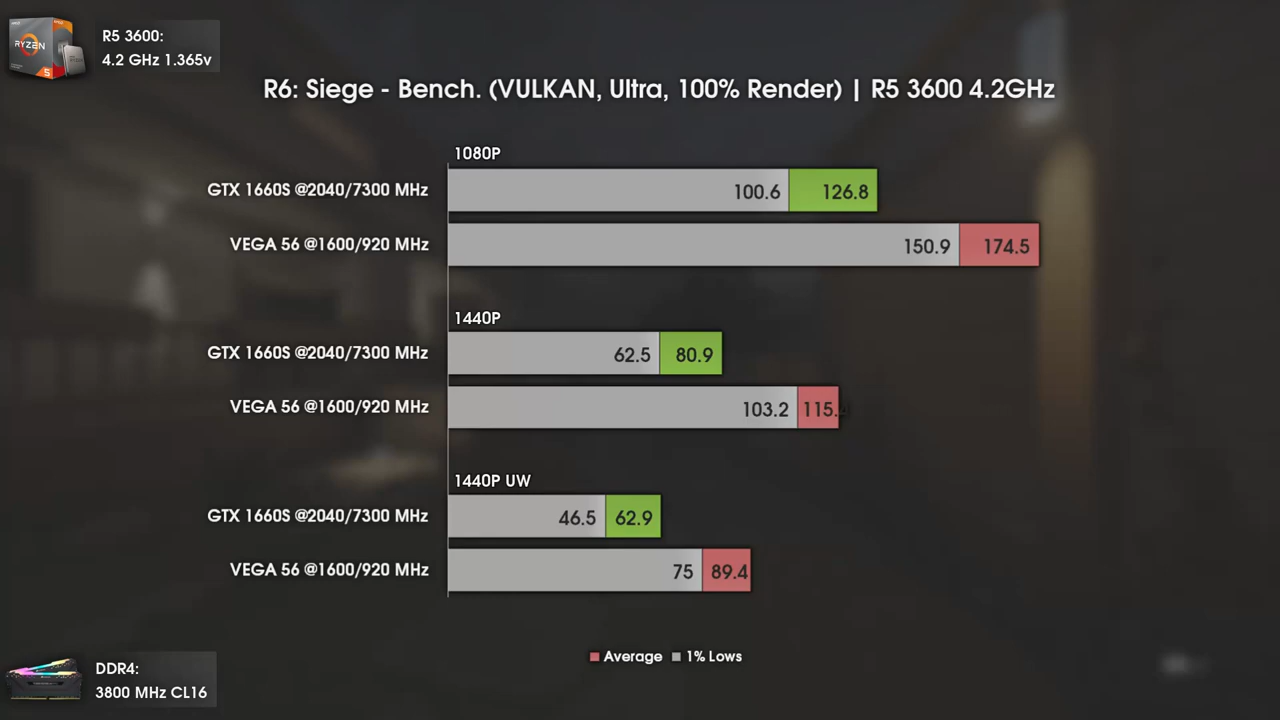 R5 3600:
4.2 GHz 1.365v
RYZEN
5
R6: Siege - Bench. (VULKAN, Ultra, 100% Render) | R5 3600 4.2GHz
1080P
GTX 1660S @2040/7300 MHz 100.6 126.8
VEGA 56 @1600/920 MHz 150.9 174.5
1440P
GTX 1660S @2040/7300 MHz 62.5 80.9
VEGA 56 @1600/920 MHz 103.2 115.4
1440P UW
GTX 1660S @2040/7300 MHz 46.5 62.9
VEGA 56 @1600/920 MHz 75 89.4
Average 1% Lows
DDR4:
3800 MHz CL16